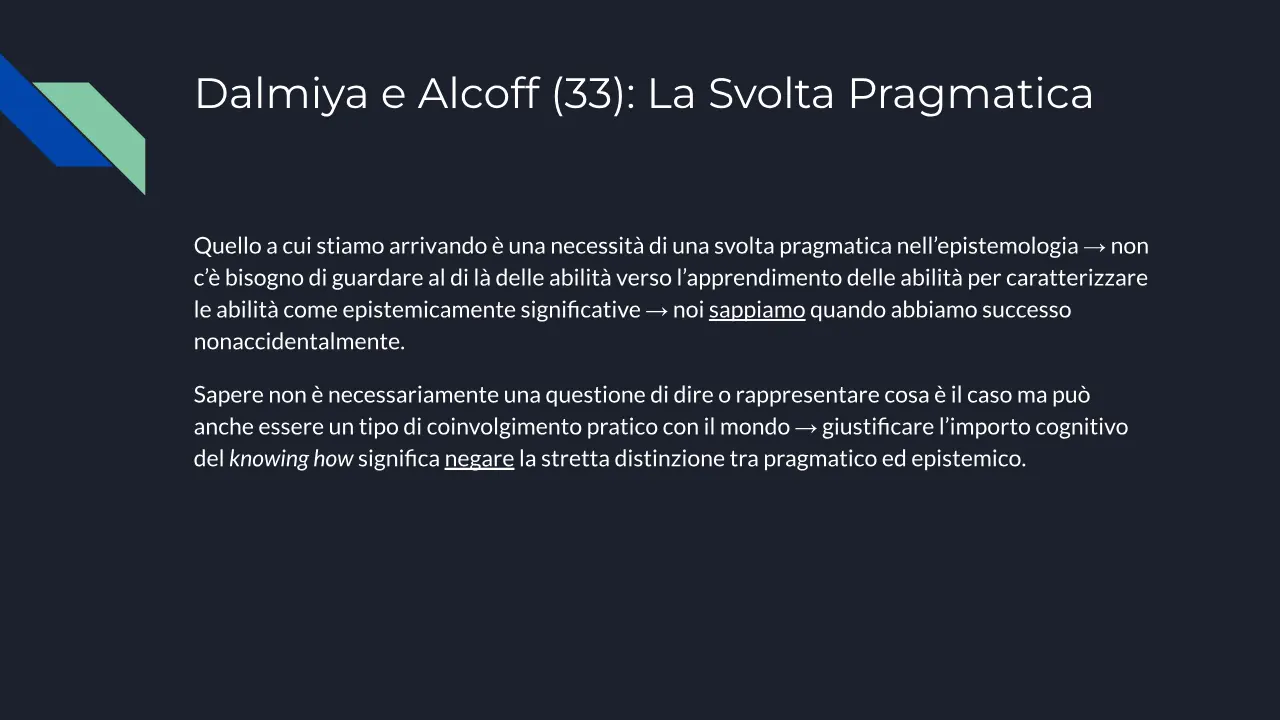 Dalmiya e Alcoff (33): La Svolta Pragmatica
Quello a cui stiamo arrivando è una necessità di una svolta pragmatica nell’epistemologia → non
c’è bisogno di guardare al di là delle abilità verso l’apprendimento delle abilità per caratterizzare
le abilità come epistemicamente significative → noi sappiamo quando abbiamo successo
nonaccidentalmente.
Sapere non è necessariamente una questione di dire o rappresentare cosa è il caso ma può
anche essere un tipo di coinvolgimento pratico con il mondo → giustificare l’importo cognitivo
del knowing how significa negare la stretta distinzione tra pragmatico ed epistemico.